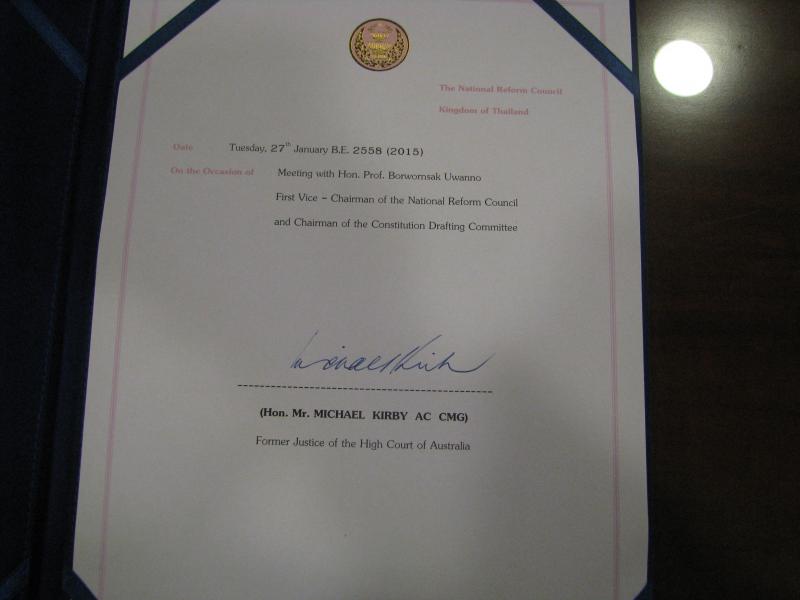 The National Reform Council
Kingdom of Thailand
Date Tuesday, 27th January B.E. 2558 (2015)
On the Occasion of Meeting with Hon. Prof. Borwornsak Uwanno
First Vice - Chairman of the National Reform Council
and Chairman of the Constitution Drafting Committee
Michael Kirby
(Hon. Mr. MICHAEL KIRBY AC CMG)
Former Justice of the High Court of Australia